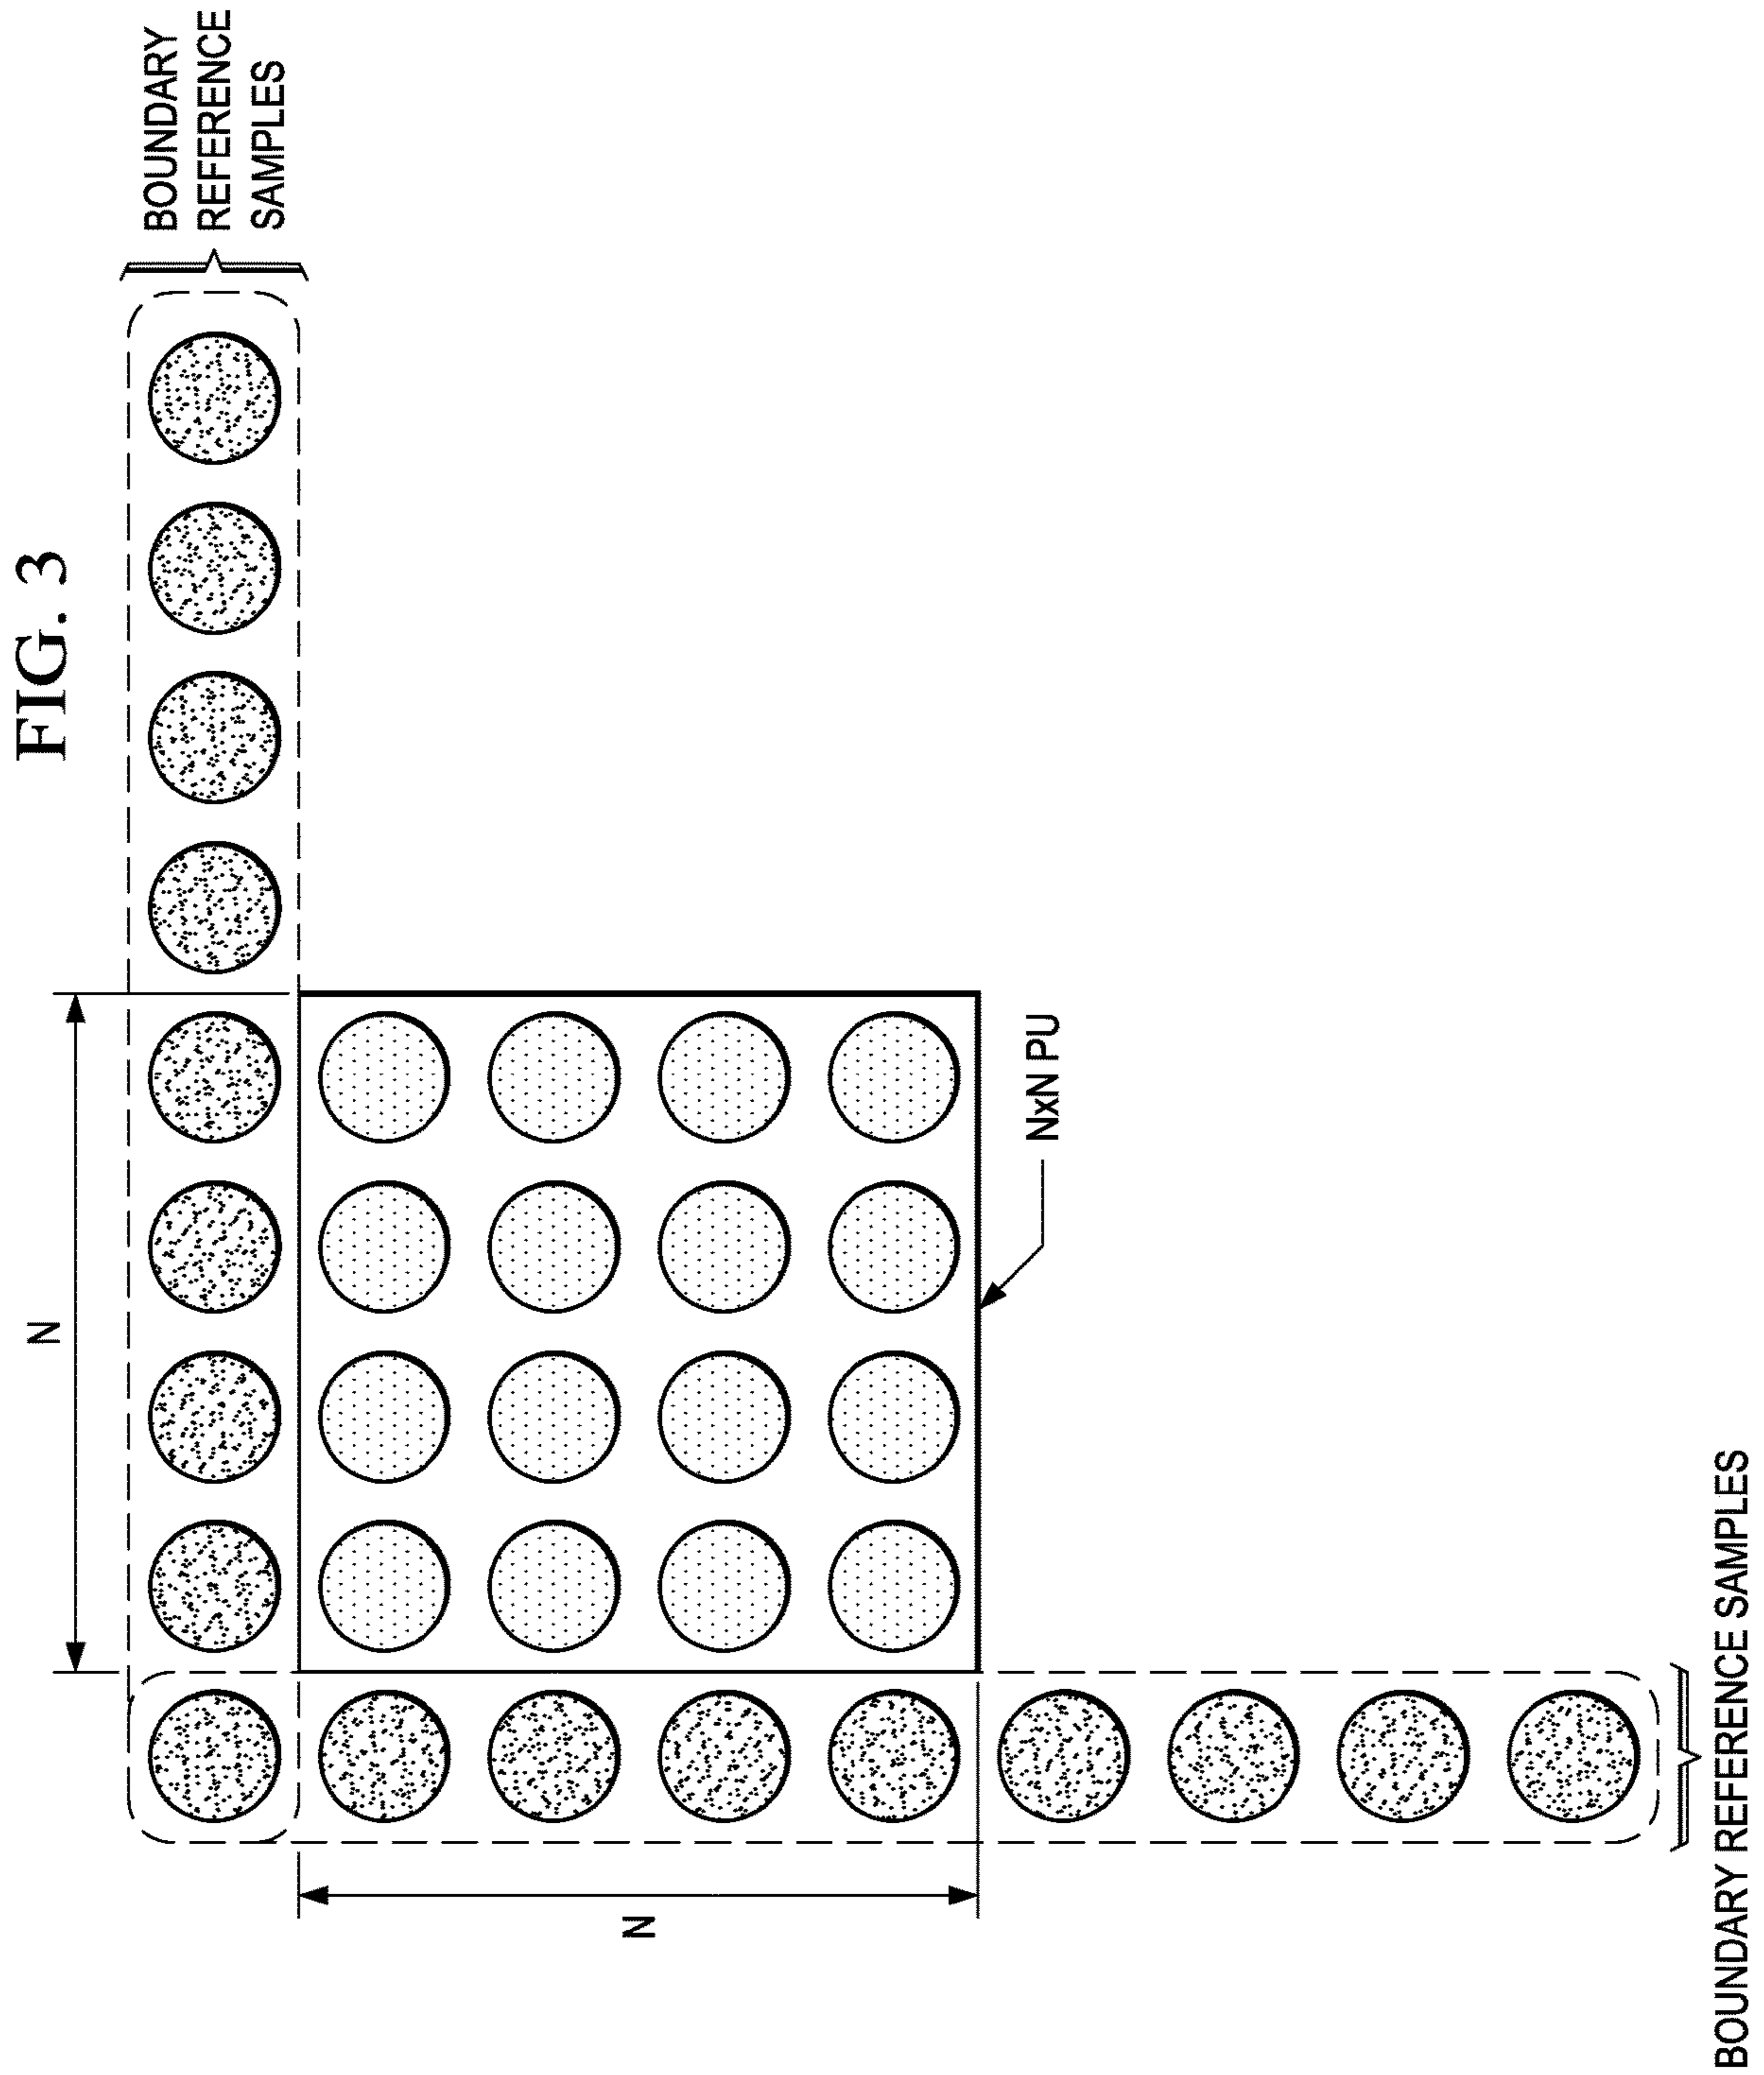 FIG. 3
BOUNDARY
REFERENCE
SAMPLES
N
N
NxN PU
BOUNDARY REFERENCE SAMPLES